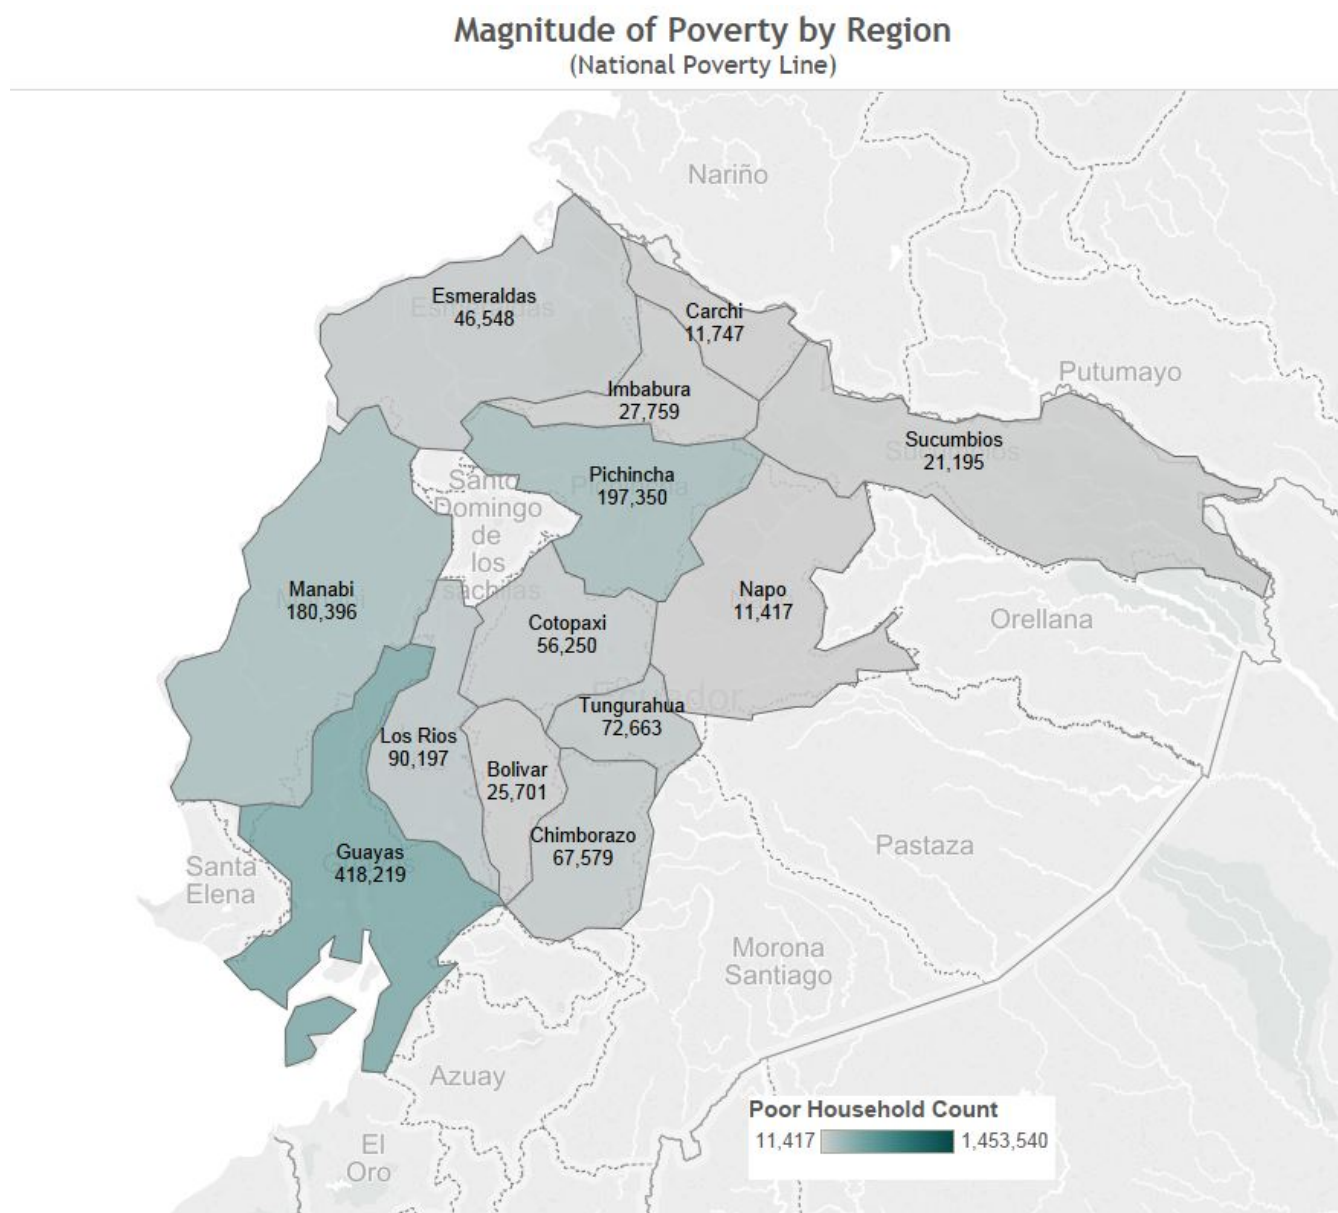 Magnitude of Poverty by Region
(National Poverty Line)
Nariño
Esmeraldas
46,548
Carchi
11,747
Putumayo
Imbabura
27,759
Sucumbios
21,195
Pichincha
197,350
Santo
Domingo
de
los
Tsáchilas
Manabi
180,396
Napo
11,417
Cotopaxi
56,250
Orellana
Ecuador
Tungurahua
72,663
Los Rios
90,197
Bolivar
25,701
Chimborazo
67,579
Pastaza
Guayas
418,219
Santa
Elena
Morona
Santiago
Azuay
El
Oro
Poor Household Count
11,417
1,453,540